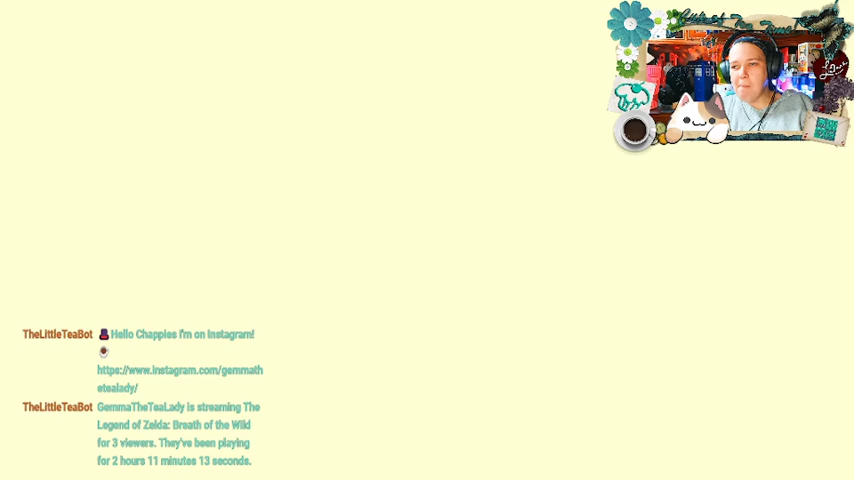 TheLittleTeaBot Hello Chappies I'm on Instagram!
https://www.instagram.com/gemmath
etealady/
TheLittleTeaBot GemmaTheTeaLady is streaming The
Legend of Zelda: Breath of the Wild
for 3 viewers. They've been playing
for 2 hours 11 minutes 13 seconds.